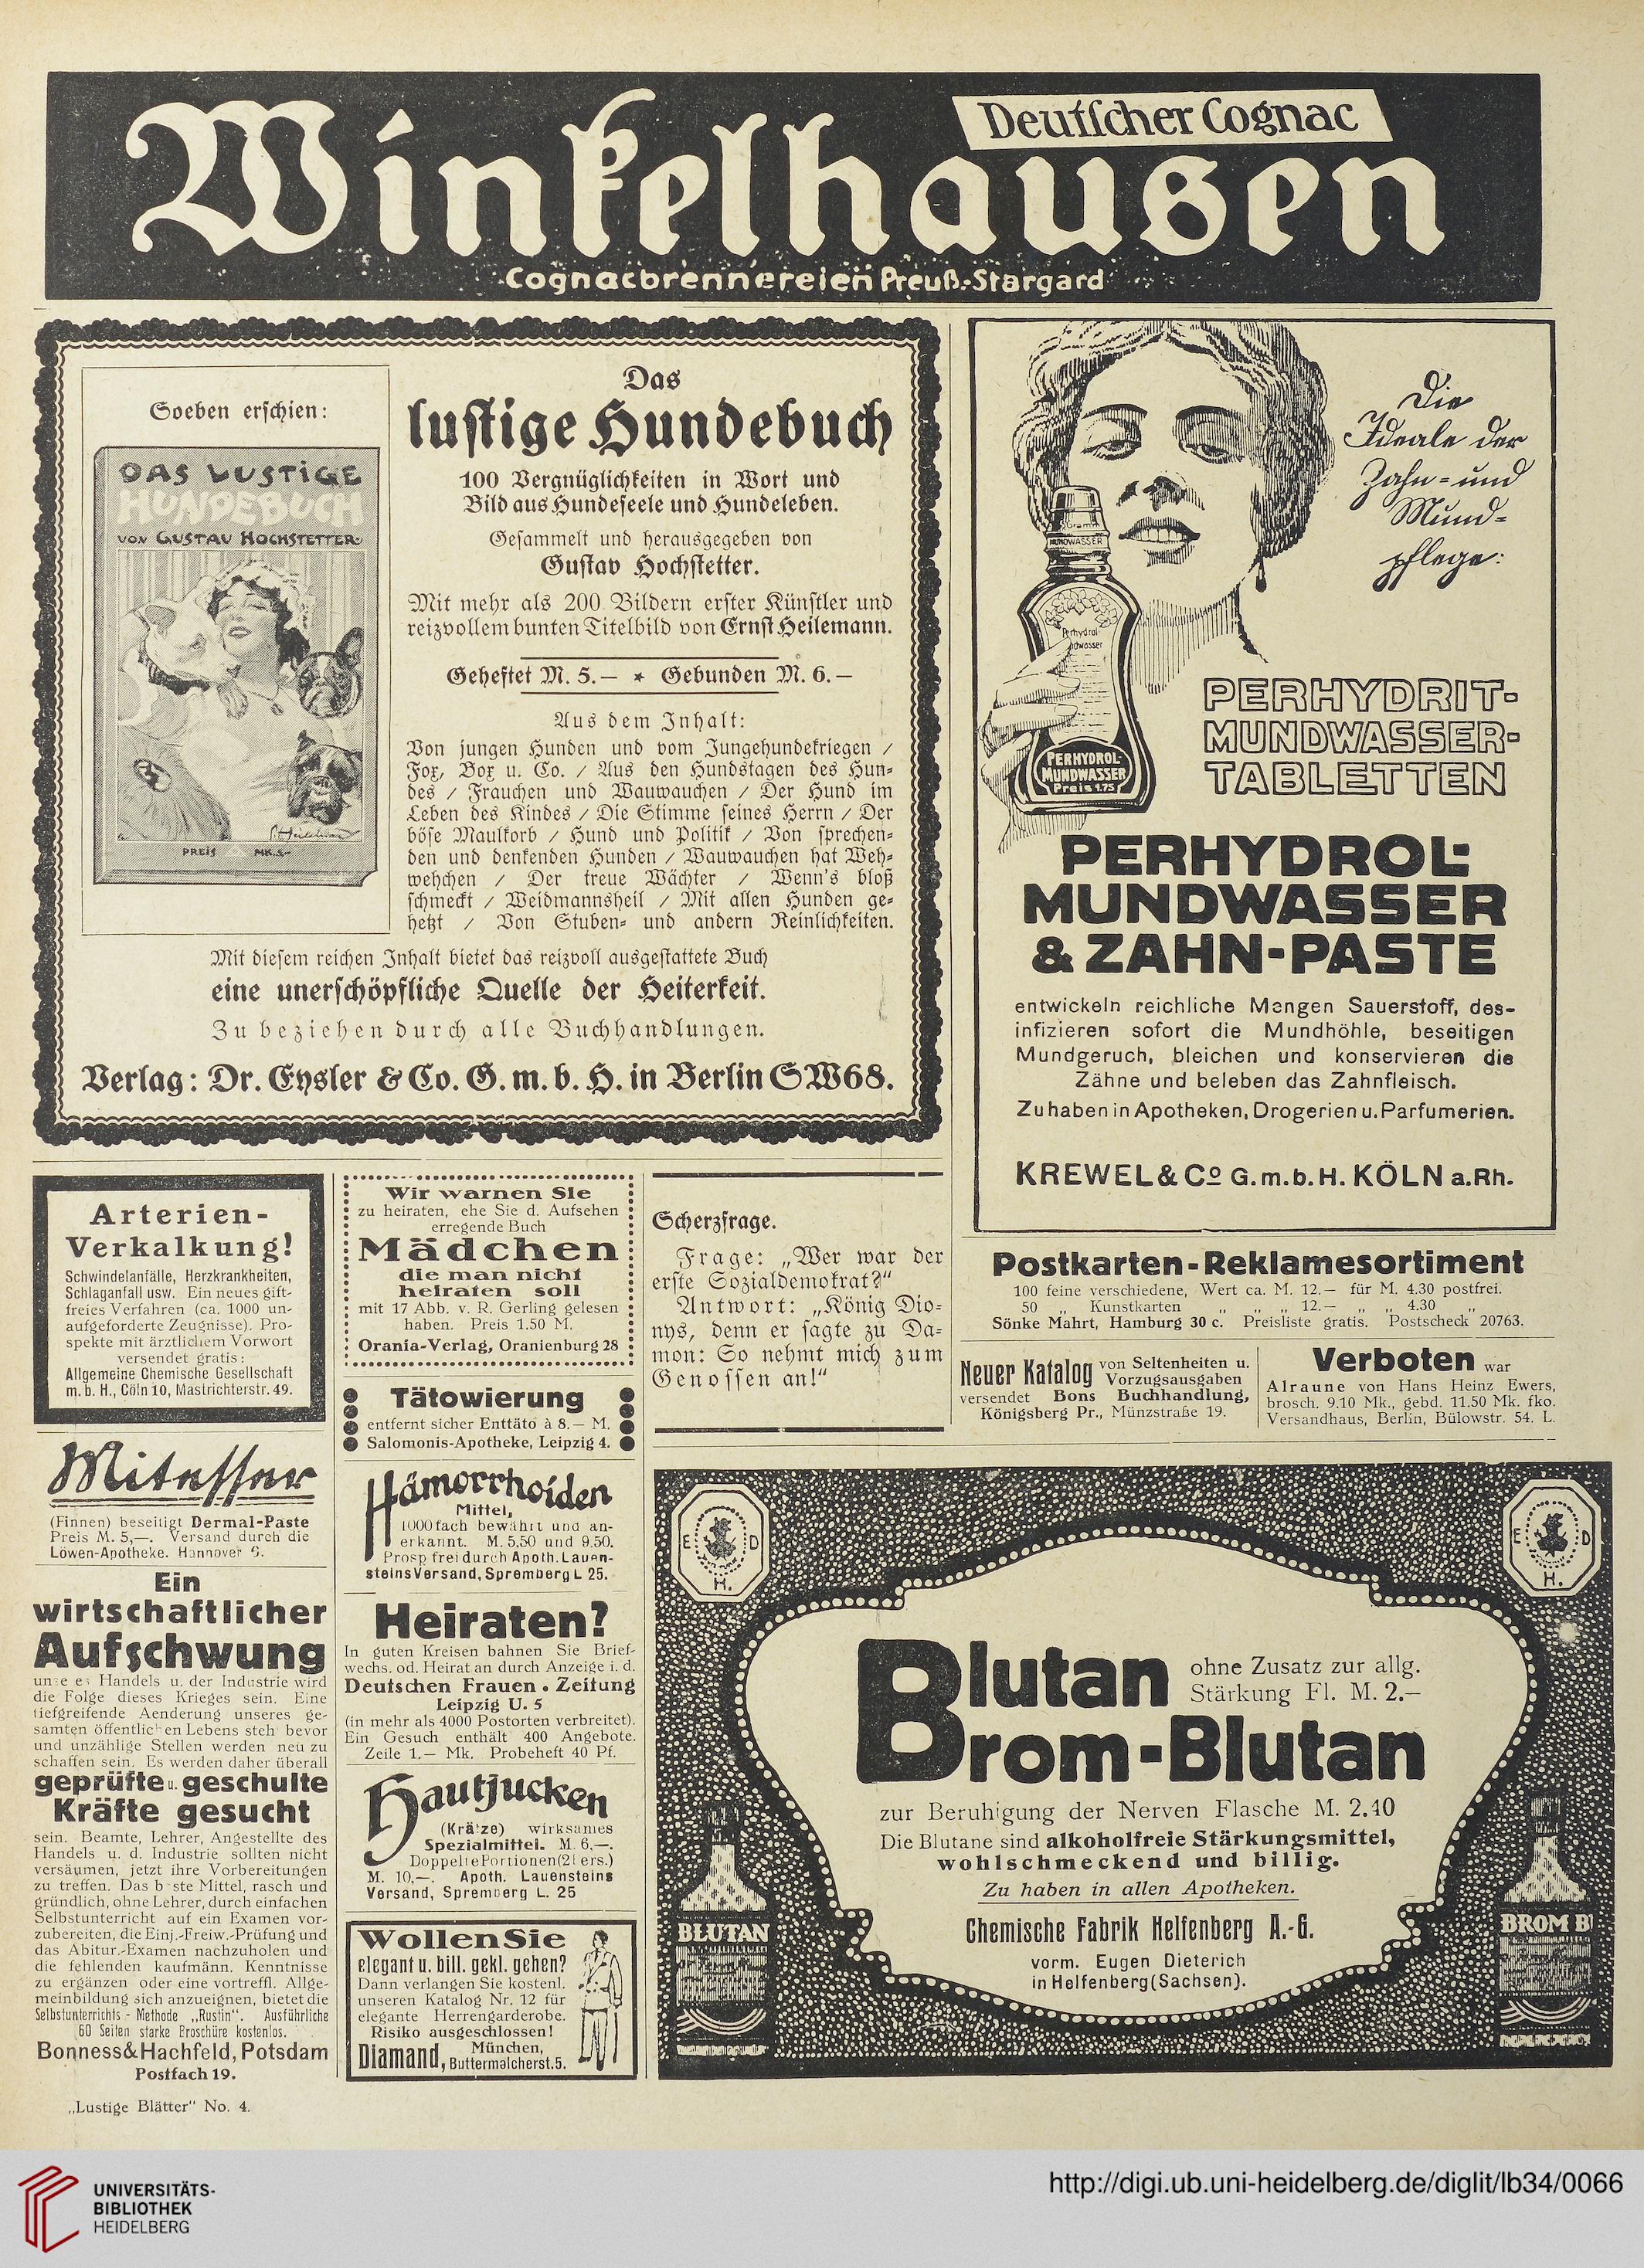 Deutscher Cognac
Winkelhausen
Cognacbrennereien Preuß.-Stargard
Soeben erschien:
DAS LUSTIGE
HUNDEBUCH
VON GUSTAV HOCHSTETTER
PREIS MK.5-
Das
lustige Hundebuch
100 Vergnüglichkeiten in Wort und
Bild aus Hundeseele und Hundeleben.
Gesammelt und herausgegeben von
Gustav Hochstetter.
Mit mehr als 200 Bildern erster Künstler und
reizvollem bunten Titelbild von Ernst Heilemann.
Geheftet M. 5.— * Gebunden M. 6.—
Aus dem Inhalt:
Von jungen Hunden und vom Jungehundekriegen /
Fox, Box u. Co. / Aus den Hundstagen des Hun-
des / Frauchen und Wauwauchen / Der Hund im
Leben des Kindes / Die Stimme seines Herrn / Der
böse Maulkorb / Hund und Politik / Von sprechen-
den und denkenden Hunden / Wauwauchen hat Weh-
wehchen / Der treue Wächter / Wenn's bloß
schmeckt / Weidmannsheil / Mit allen Hunden ge-
hetzt / Von Stuben- und andern Reinlichkeiten.
Mit diesem reichen Inhalt bietet das reizvoll ausgestattete Buch
eine unerschöpfliche Quelle der Heiterkeit.
Zu beziehen durch alle Buchhandlungen.
Verlag: Dr. Eysler & Co. G. m. b. H. in Berlin SW68.
Die
Ideale der
Zahn- und
Mund-
pflege:
MUNDWASSER
PERHYDROL-
MUNDWASSER
Preis 1.75
PERHYDRIT-
MUNDWASSER-
TABLETTEN
PERHYDROL-
MUNDWASSER
& ZAHN-PASTE
entwickeln reichliche Mengen Sauerstoff, des-
infizieren sofort die Mundhöhle, beseitigen
Mundgeruch, bleichen und konservieren die
Zähne und beleben das Zahnfleisch.
Zu haben in Apotheken, Drogerien u. Parfumerien.
KREWEL & Co G.m.b.H. KÖLN a.Rh.
Arterien-
Verkalkung!
Schwindelanfälle, Herzkrankheiten,
Schlaganfall usw. Ein neues gift-
freies Verfahren (ca. 1000 un-
aufgeforderte Zeugnisse). Pro-
spekte mit ärztlichem Vorwort
versendet gratis:
Allgemeine Chemische Gesellschaft
m. b. H., Cöln 10, Mastrichterstr. 49.
Mitesser
(Finnen) beseitigt Dermal-Paste
Preis M. 5,—. Versand durch die
Löwen-Apotheke. Hannover 6.
Ein
wirtschaftlicher
Aufschwung
unseres Handels u. der Industrie wird
die Folge dieses Krieges sein. Eine
tiefgreifende Aenderung unseres ge-
samten öffentlichen Lebens steht bevor
und unzählige Stellen werden neu zu
schaffen sein. Es werden daher überall
geprüfte u. geschulte
Kräfte gesucht
sein. Beamte, Lehrer, Angestellte des
Handels u. d. Industrie sollten nicht
versäumen, jetzt ihre Vorbereitungen
zu treffen. Das beste Mittel, rasch und
gründlich, ohne Lehrer, durch einfachen
Selbstunterricht auf ein Examen vor-
zubereiten, die Einj.-Freiw.-Prüfung und
das Abitur.-Examen nachzuholen und
die fehlenden kaufmänn. Kenntnisse
zu ergänzen oder eine vortreffl. Allge-
meinbildung sich anzueignen, bietet die
Selbstunterrichts-Methode „Rustin“. Ausführliche
60 Seiten starke Broschüre kostenlos.
Bonness & Hachfeld, Potsdam
Postfach 19.
Wir warnen Sie
zu heiraten, ehe Sie d. Aufsehen
erregende Buch
Mädchen
die man nicht
heiraten soll
mit 17 Abb. v. R. Gerling gelesen
haben. Preis 1.50 M.
Orania-Verlag, Oranienburg 28
Tätowierung
entfernt sicher Enttäto à 8.— M.
Salomonis-Apotheke, Leipzig 4.
Hämorrhoiden
Mittel,
1000fach bewährt und an-
erkannt. M. 5,50 und 9.50.
Prosp. frei durch Apoth. Lauen-
steins Versand, Spremberg L 25.
Heiraten?
In guten Kreisen bahnen Sie Brief-
wechs. od. Heirat an durch Anzeige i. d.
Deutschen Frauen-Zeitung
Leipzig U. 5
(in mehr als 4000 Postorten verbreitet).
Ein Gesuch enthält 400 Angebote.
Zeile 1.— Mk. Probeheft 40 Pf.
Hautjucken
(Krätze) wirksames
Spezialmittel. M. 6,—.
Doppelte Portionen (2 Pers.)
M. 10,—. Apoth. Lauensteins
Versand, Spremberg L. 25
Wollen Sie
elegant u. bill. gekl. gehen?
Dann verlangen Sie kostenl.
unseren Katalog Nr. 12 für
elegante Herrengarderobe.
Risiko ausgeschlossen!
Diamand, München,
Buttermelcherst. 5.
Scherzfrage.
Frage: „Wer war der
erste Sozialdemokrat?“
Antwort: „König Dio-
nys, denn er sagte zu Da-
mon: So nehmt mich zum
Genossen an!“
Postkarten-Reklamesortiment
100 feine verschiedene, Wert ca. M. 12.— für M. 4.30 postfrei.
50 „ Kunstkarten „ „ „ 12.— „ „ 4.30 „
Sönke Mahrt, Hamburg 30 c. Preisliste gratis. Postscheck 20763.
Neuer Katalog von Seltenheiten u.
Vorzugsausgaben
versendet Bons Buchhandlung,
Königsberg Pr., Münzstraße 19.
Verboten war
Alraune von Hans Heinz Ewers,
brosch. 9.10 Mk., gebd. 11.50 Mk. fko.
Versandhaus, Berlin, Bülowstr. 54. L.
E D
H.
E D
H.
Blutan ohne Zusatz zur allg.
Stärkung Fl. M. 2.–
Brom-Blutan
zur Beruhigung der Nerven Flasche M. 2.10
Die Blutane sind alkoholfreie Stärkungsmittel,
wohlschmeckend und billig.
Zu haben in allen Apotheken.
Chemische Fabrik Helfenberg A.-G.
vorm. Eugen Dieterich
in Helfenberg (Sachsen).
BLUTAN
BROM B
„Lustige Blätter“ No. 4.
UNIVERSITÄTS-
BIBLIOTHEK
HEIDELBERG
http://digi.ub.uni-heidelberg.de/diglit/lb34/0066